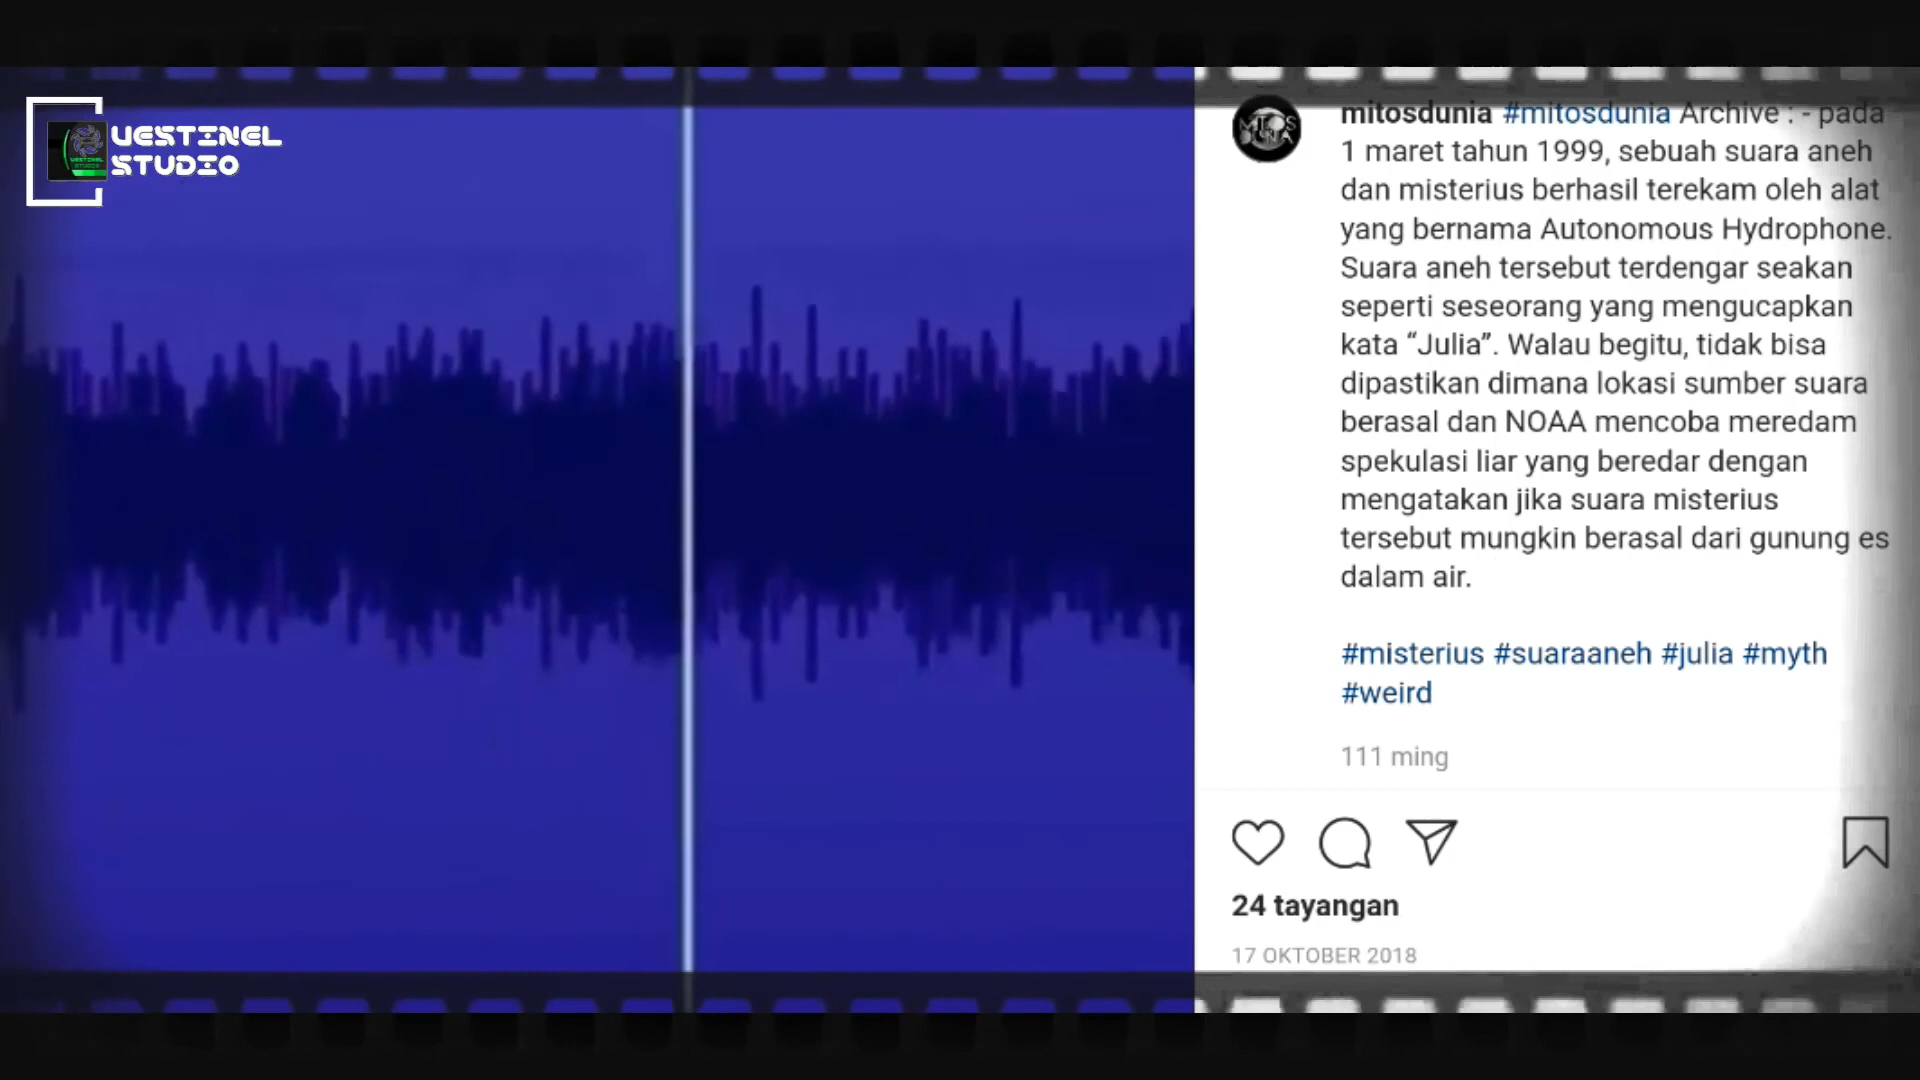 VESTINEL
STUDIO
mitosdunia #mitosdunia Archive : - pada
1 maret tahun 1999, sebuah suara aneh
dan misterius berhasil terekam oleh alat
yang bernama Autonomous Hydrophone.
Suara aneh tersebut terdengar seakan
seperti seseorang yang mengucapkan
kata “Julia”. Walau begitu, tidak bisa
dipastikan dimana lokasi sumber suara
berasal dan NOAA mencoba meredam
spekulasi liar yang beredar dengan
mengatakan jika suara misterius
tersebut mungkin berasal dari gunung es
dalam air.
#misterius #suaraaneh #julia #myth
#weird
111 ming
24 tayangan
17 OKTOBER 2018